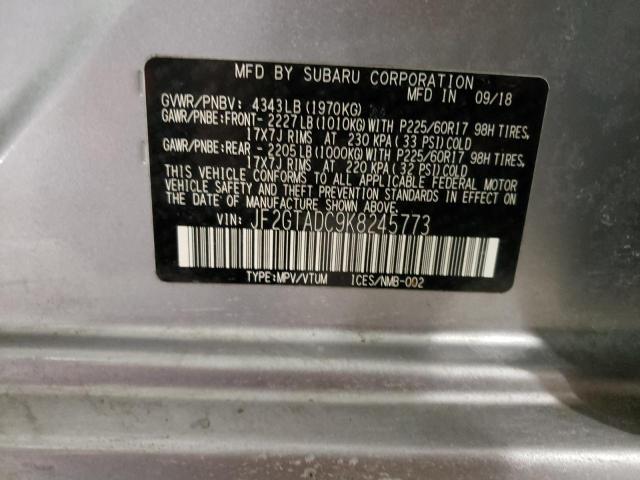 MFD BY SUBARU CORPORATION
MFD IN 09/18
GVWR/PNBV: 4343LB (1970KG)
GAWR/PNBE: FRONT- 2227LB (1010KG) WITH P225/60R17 98H TIRES,
17X7J RIMS AT 230 KPA (33 PSI) COLD
GAWR/PNBE: REAR - 2205LB (1000KG) WITH P225/60R17 98H TIRES,
17X7J RIMS AT 220 KPA (32 PSI) COLD
THIS VEHICLE CONFORMS TO ALL APPLICABLE FEDERAL MOTOR
VEHICLE SAFETY AND THEFT PREVENTION STANDARDS IN EFFECT ON
THE DATE OF MANUFACTURE SHOWN ABOVE.
VIN: JF2GTADC9K8245773
TYPE:MPV/VTUM ICES/NMB-002